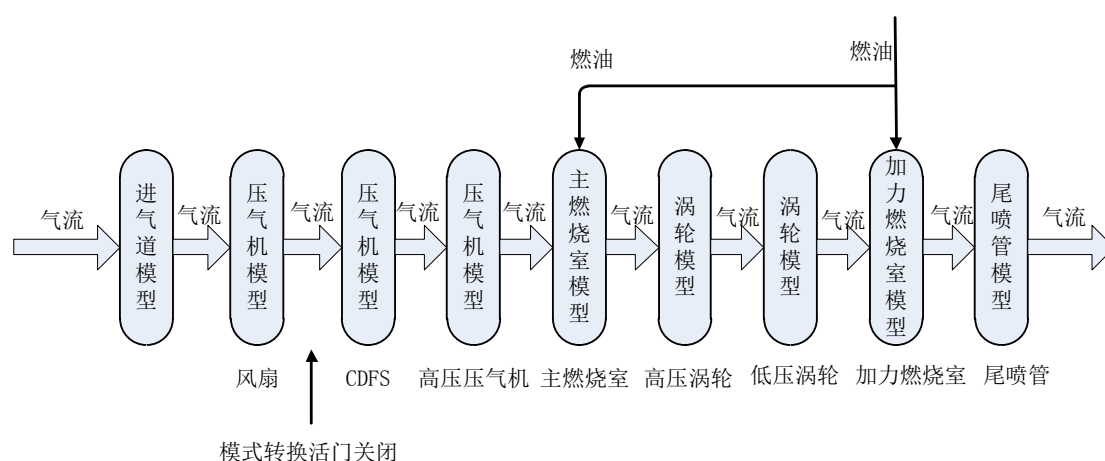 燃油
燃油
气流
进气道模型
气流
压气机模型
气流
压气机模型
气流
压气机模型
气流
主燃烧室模型
气流
涡轮模型
气流
涡轮模型
气流
加力燃烧室模型
气流
尾喷管模型
气流
风扇
CDFS
高压压气机
主燃烧室
高压涡轮
低压涡轮
加力燃烧室
尾喷管
模式转换活门关闭